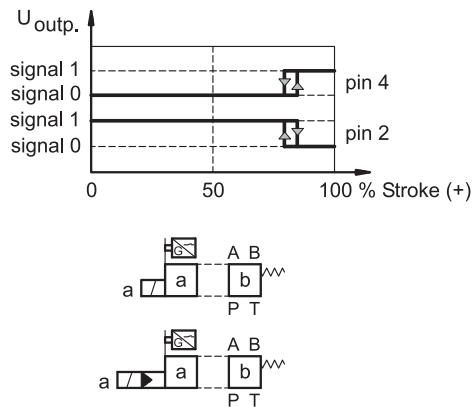 U outp.
signal 1
signal 0
pin 4
signal 1
signal 0
pin 2
0 50 100 % Stroke (+)
G
A B
a a b
P T
G
A B
a a b
P T